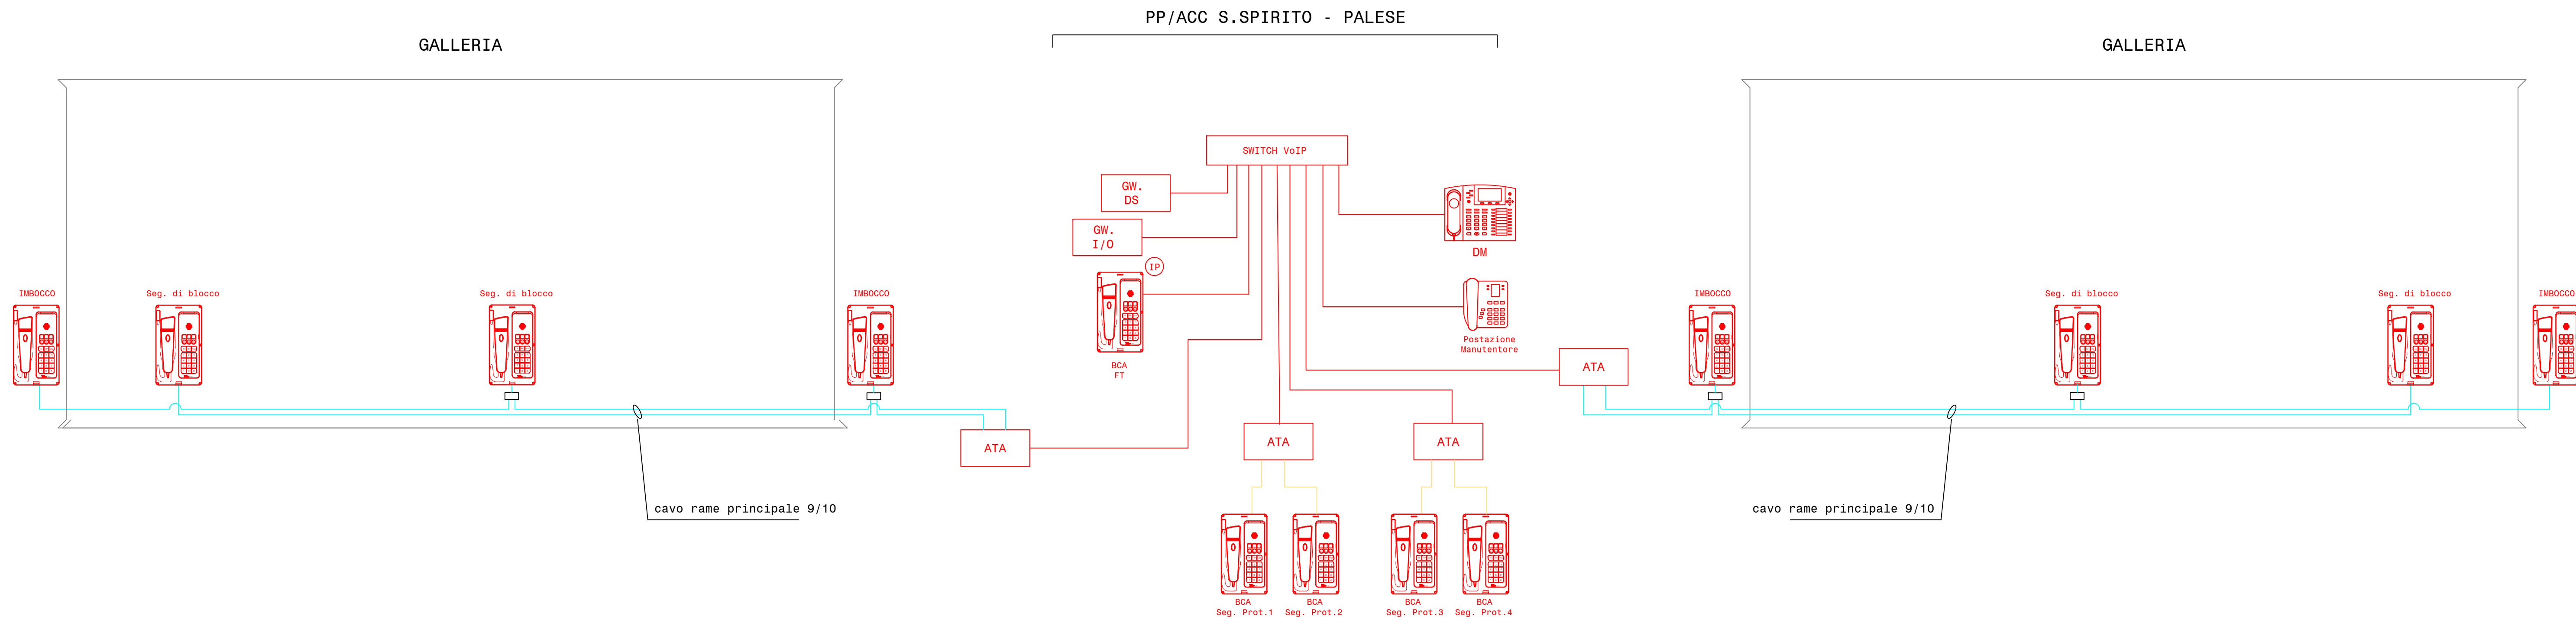 PP/ACC S.SPIRITO - PALESE
GALLERIA
GALLERIA
SWITCH VoIP
GW.
DS
GW.
I/O
IP
DM
BCA
FT
Postazione
Manutentore
IMBOCCO
Seg. di blocco
Seg. di blocco
IMBOCCO
IMBOCCO
Seg. di blocco
Seg. di blocco
IMBOCCO
ATA
ATA
ATA
ATA
cavo rame principale 9/10
cavo rame principale 9/10
BCA
Seg. Prot.1
BCA
Seg. Prot.2
BCA
Seg. Prot.3
BCA
Seg. Prot.4